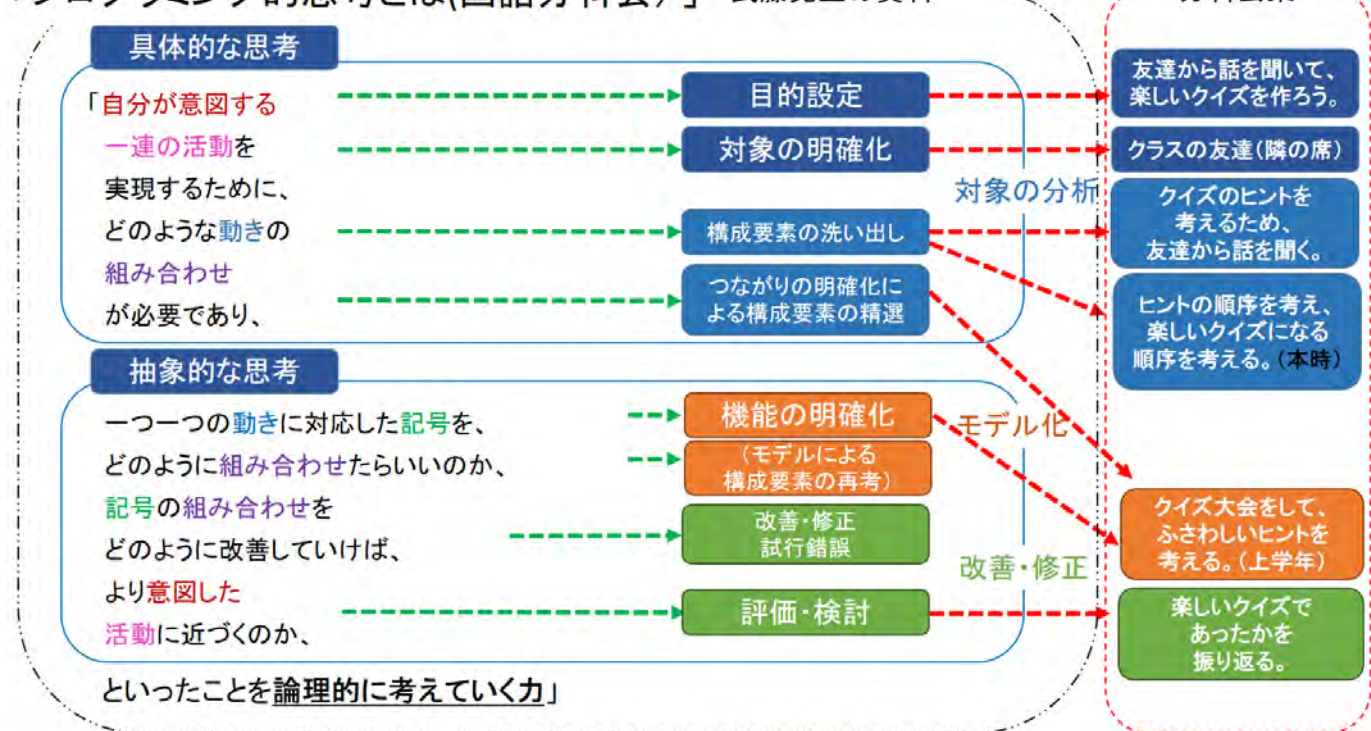 具体的な思考
「自分が意図する
一連の活動を
実現するために、
どのような動きの
組み合わせ
が必要であり、
目的設定
対象の明確化
構成要素の洗い出し
つながりの明確化に
よる構成要素の精選
対象の分析
友達から話を聞いて、
楽しいクイズを作ろう。
クラスの友達(隣の席)
クイズのヒントを
考えるため、
友達から話を聞く。
ヒントの順序を考え、
楽しいクイズになる
順序を考える。(本時)
抽象的な思考
一つ一つの動きに対応した記号を、
どのように組み合わせたらいいのか、
記号の組み合わせを
どのように改善していけば、
より意図した
活動に近づくのか、
機能の明確化
(モデルによる
構成要素の再考)
改善・修正
試行錯誤
評価・検討
モデル化
改善・修正
クイズ大会をして、
ふさわしいヒントを
考える。(上学年)
楽しいクイズで
あったかを
振り返る。
といったことを論理的に考えていく力」